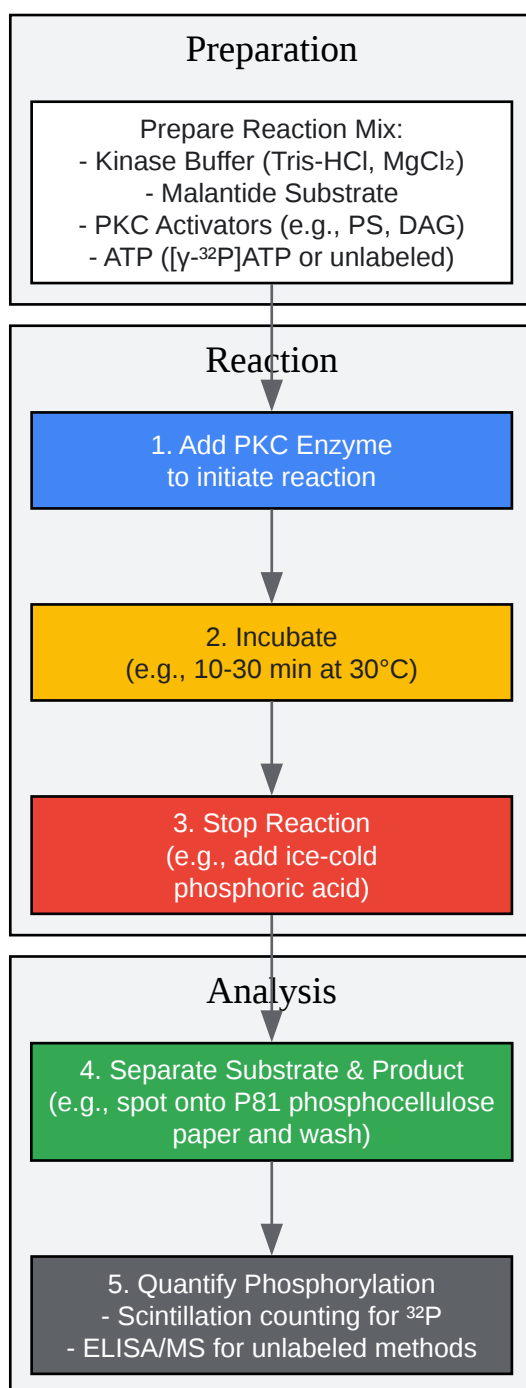 Preparation
Prepare Reaction Mix:
- Kinase Buffer (Tris-HCl, MgCl₂)
- Malantide Substrate
- PKC Activators (e.g., PS, DAG)
- ATP ([γ-³²P]ATP or unlabeled)
Reaction
1. Add PKC Enzyme
to initiate reaction
2. Incubate
(e.g., 10-30 min at 30°C)
3. Stop Reaction
(e.g., add ice-cold
phosphoric acid)
Analysis
4. Separate Substrate & Product
(e.g., spot onto P81 phosphocellulose
paper and wash)
5. Quantify Phosphorylation
- Scintillation counting for ³²P
- ELISA/MS for unlabeled methods